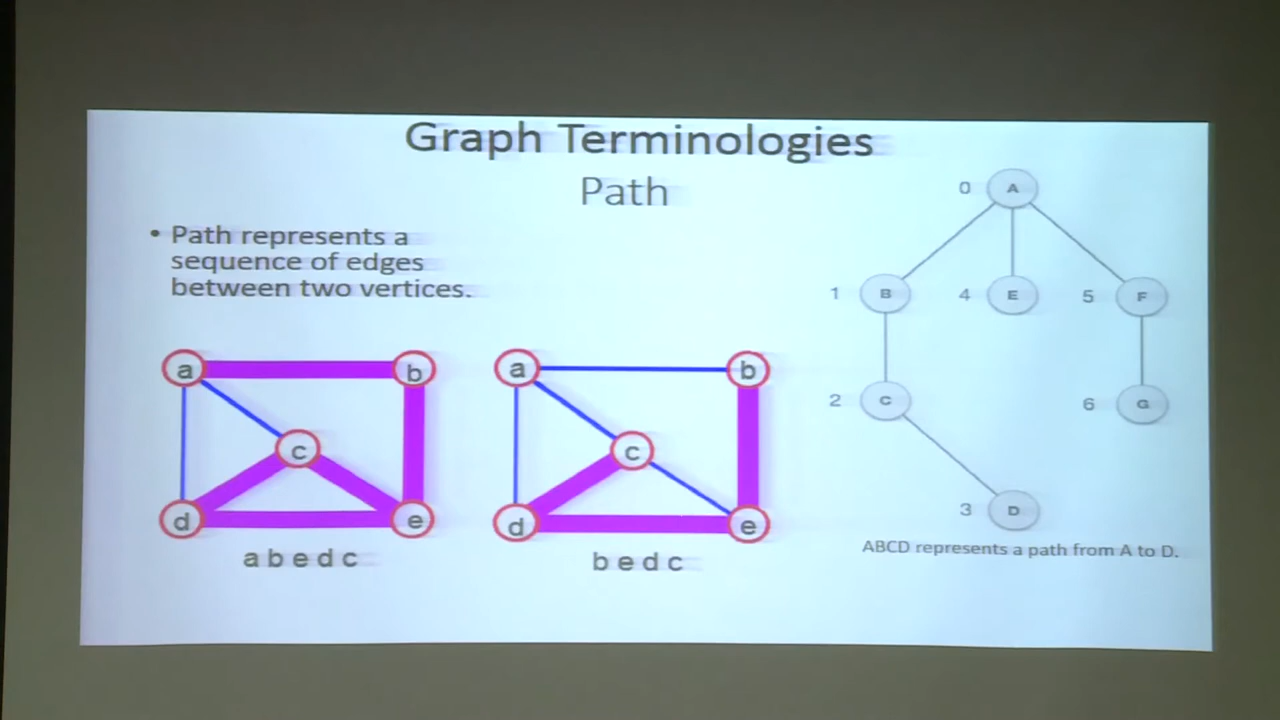 Graph Terminologies
Path
• Path represents a
sequence of edges
between two vertices.
a b
c
d e
a b e d c
a b
c
d e
b e d c
0 A
1 B 4 E 5 F
2 C 6 G
3 D
ABCD represents a path from A to D.